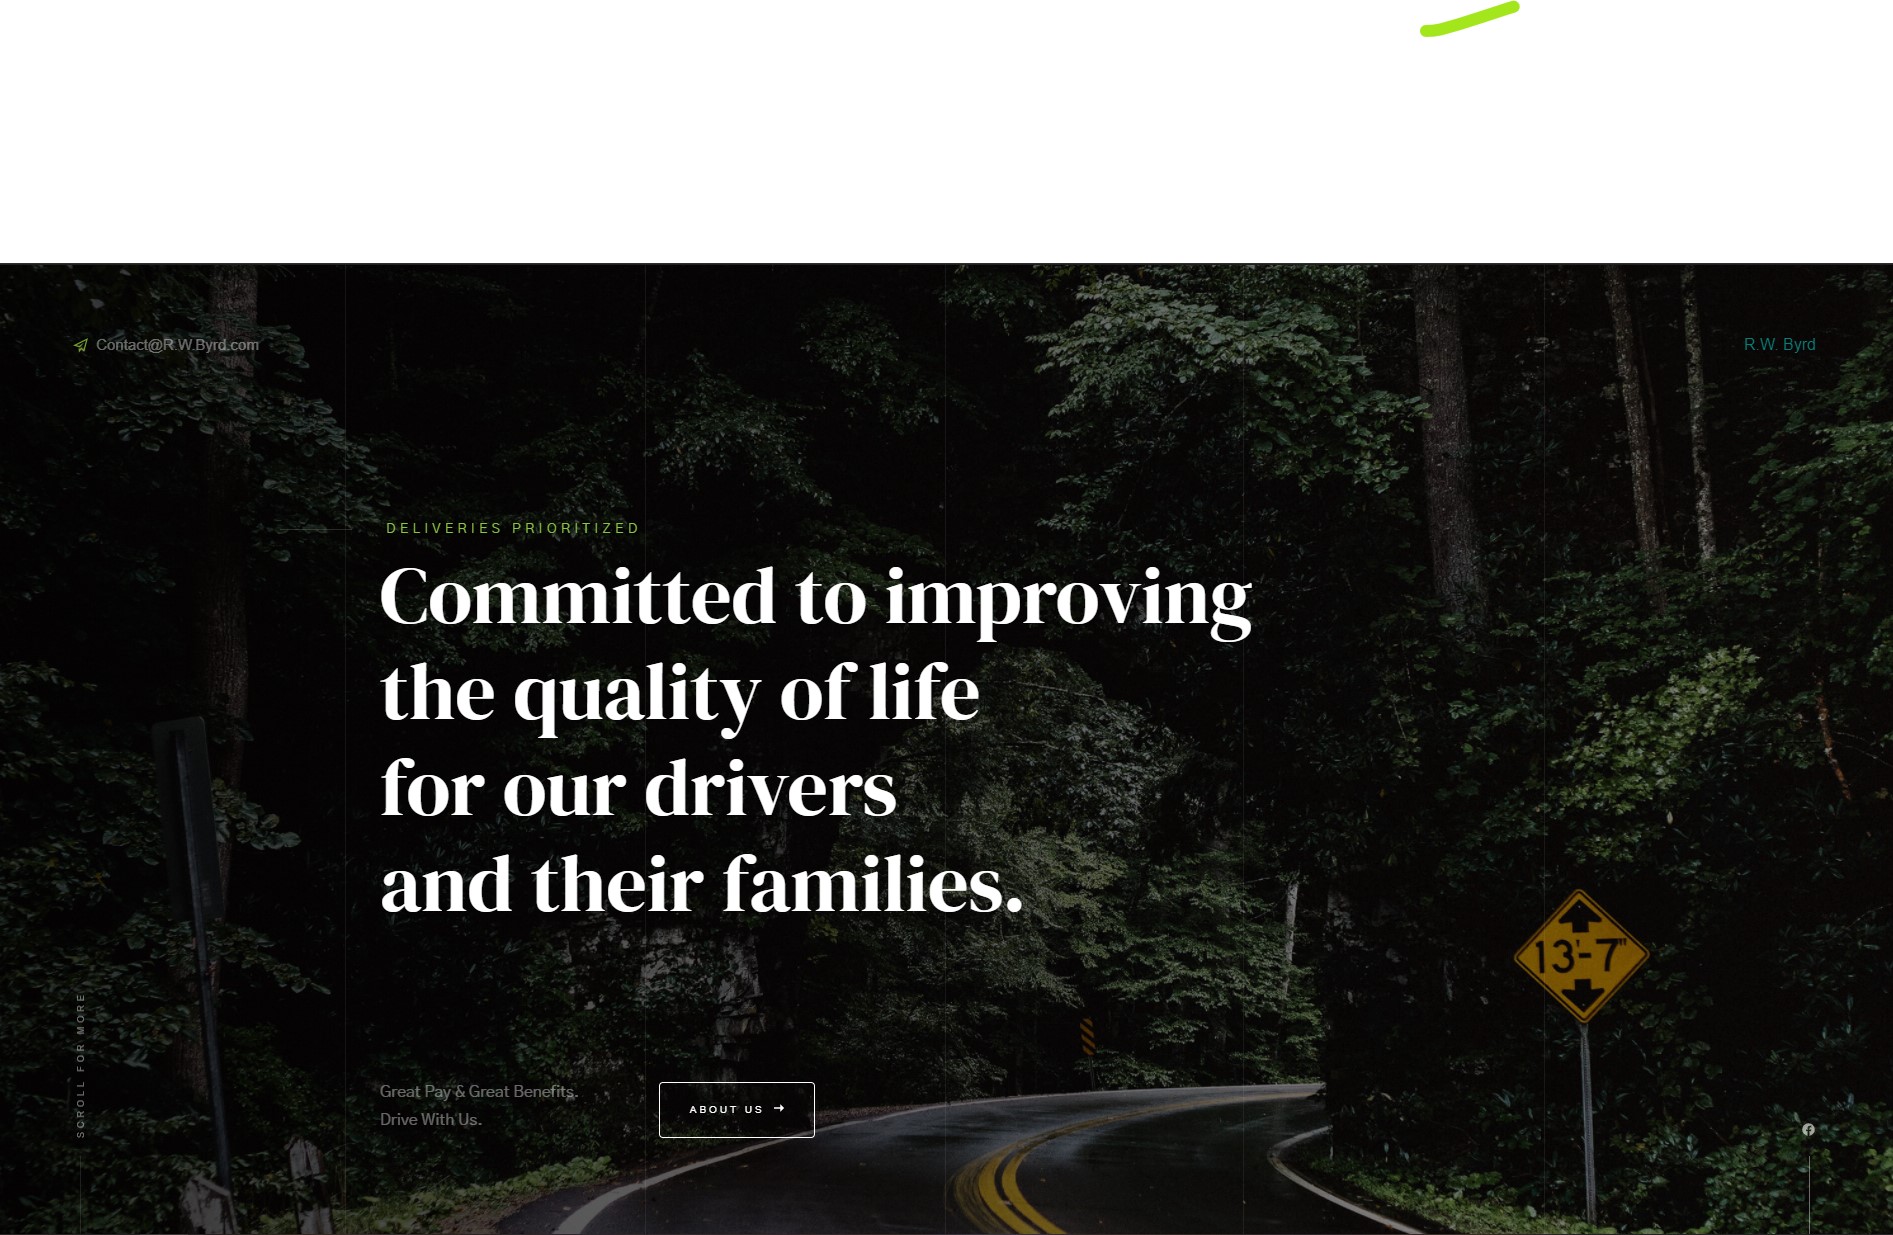 Contact@R.W.Byrd.com
R.W. Byrd
DELIVERIES PRIORITIZED
Committed to improving
the quality of life
for our drivers
and their families.
13'-7"
SCROLL FOR MORE
Great Pay & Great Benefits.
Drive With Us.
ABOUT US